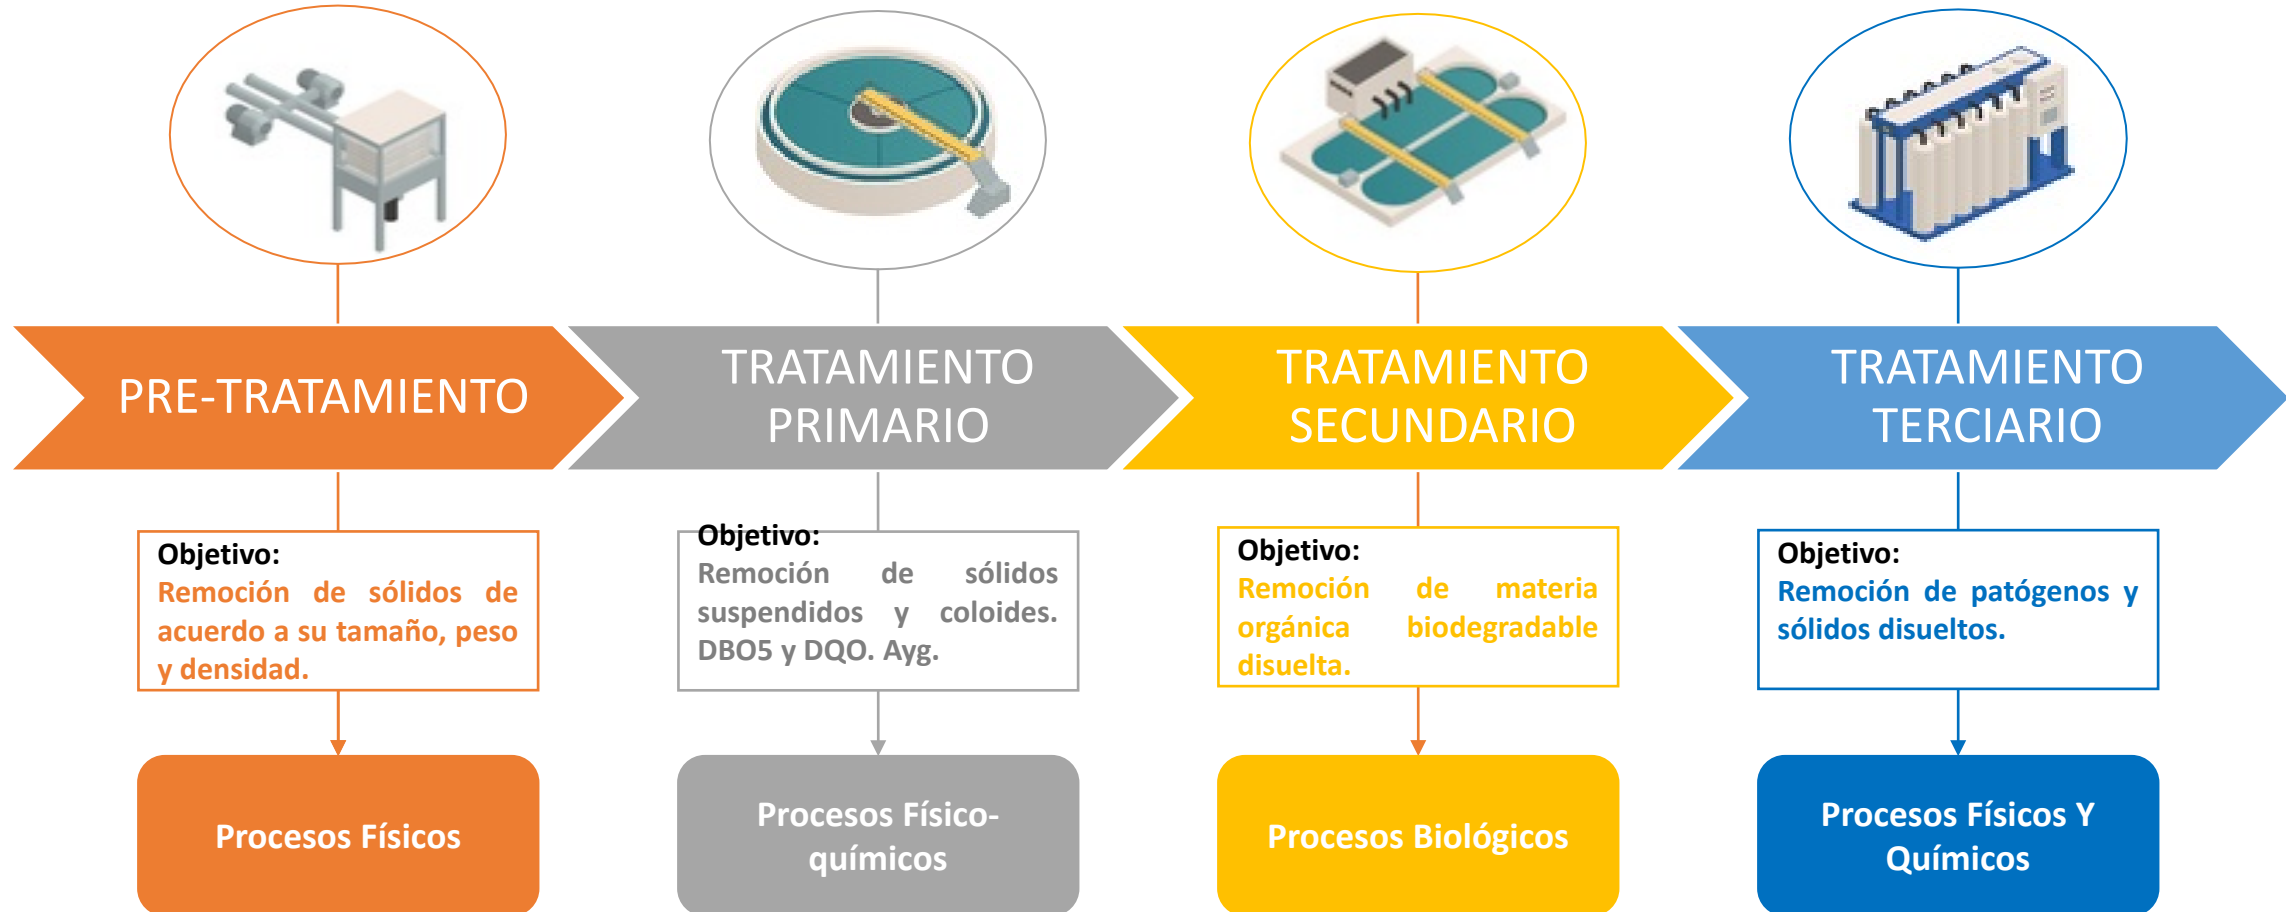 PRE-TRATAMIENTO
TRATAMIENTO
PRIMARIO
TRATAMIENTO
SECUNDARIO
TRATAMIENTO
TERCIARIO
Objetivo:
Remoción de sólidos de
acuerdo a su tamaño, peso
y densidad.
Objetivo:
Remoción de sólidos
suspendidos y coloides.
DBO5 y DQO. Ayg.
Objetivo:
Remoción de materia
orgánica biodegradable
disuelta.
Objetivo:
Remoción de patógenos y
sólidos disueltos.
Procesos Físicos
Procesos Físico-
químicos
Procesos Biológicos
Procesos Físicos Y
Químicos